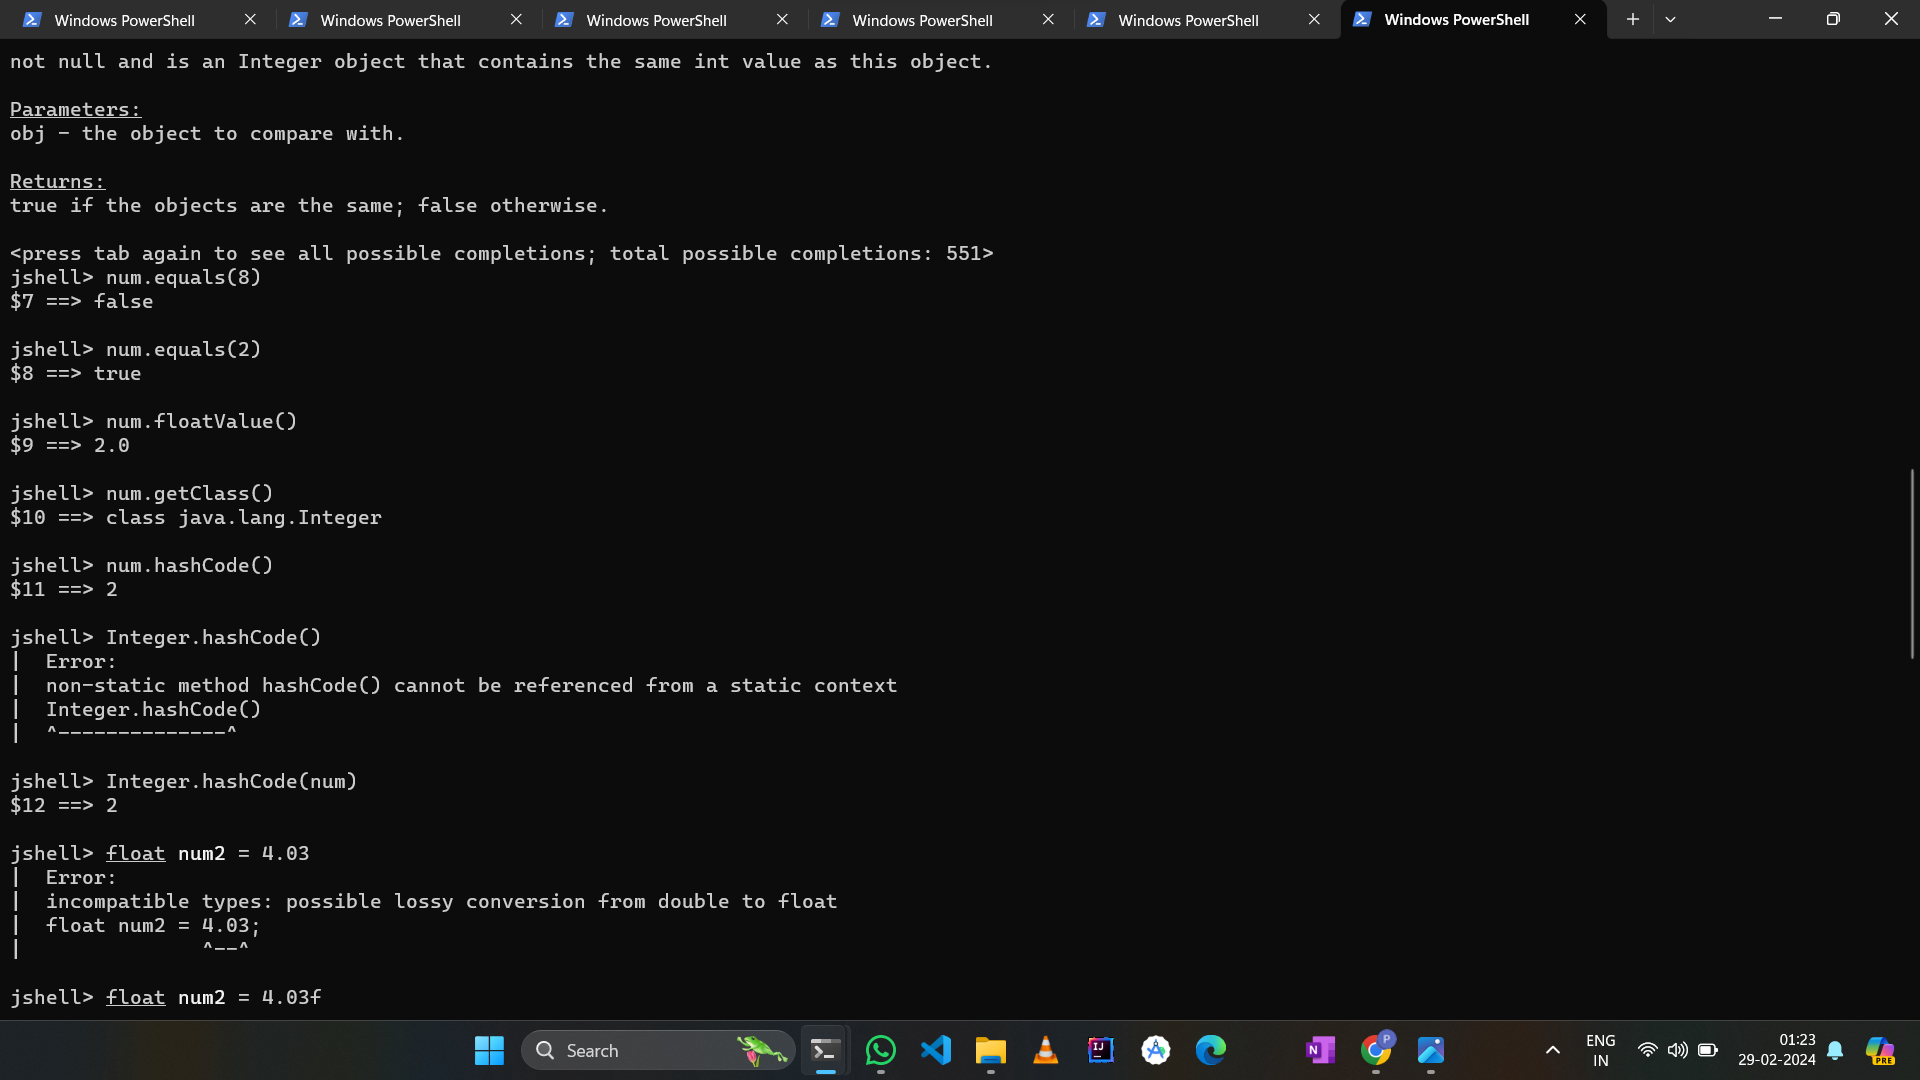 Windows PowerShell Windows PowerShell Windows PowerShell Windows PowerShell Windows PowerShell Windows PowerShell
not null and is an Integer object that contains the same int value as this object.
Parameters:
obj - the object to compare with.
Returns:
true if the objects are the same; false otherwise.
<press tab again to see all possible completions; total possible completions: 551>
jshell> num.equals(8)
$7 ==> false
jshell> num.equals(2)
$8 ==> true
jshell> num.floatValue()
$9 ==> 2.0
jshell> num.getClass()
$10 ==> class java.lang.Integer
jshell> num.hashCode()
$11 ==> 2
jshell> Integer.hashCode()
|  Error:
|  non-static method hashCode() cannot be referenced from a static context
|  Integer.hashCode()
|  ^--------------^
jshell> Integer.hashCode(num)
$12 ==> 2
jshell> float num2 = 4.03
|  Error:
|  incompatible types: possible lossy conversion from double to float
|  float num2 = 4.03;
|               ^--^
jshell> float num2 = 4.03f
Search
IJ
N
P
ENG
IN
01:23
29-02-2024
PRE